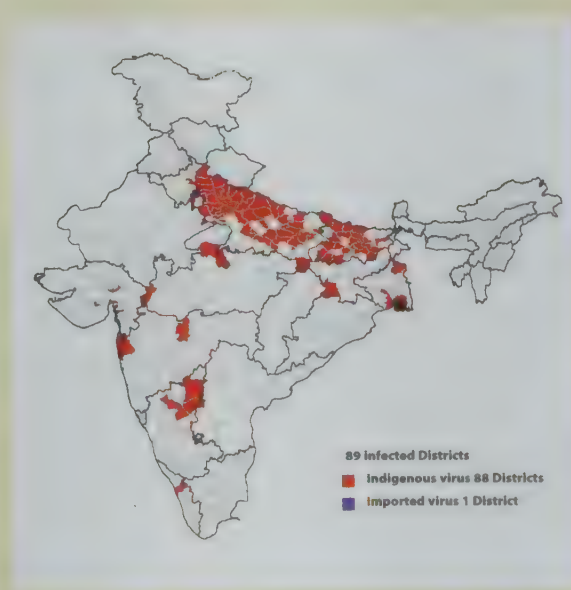 89 infected Districts
Indigenous virus 88 Districts
Imported virus 1 District